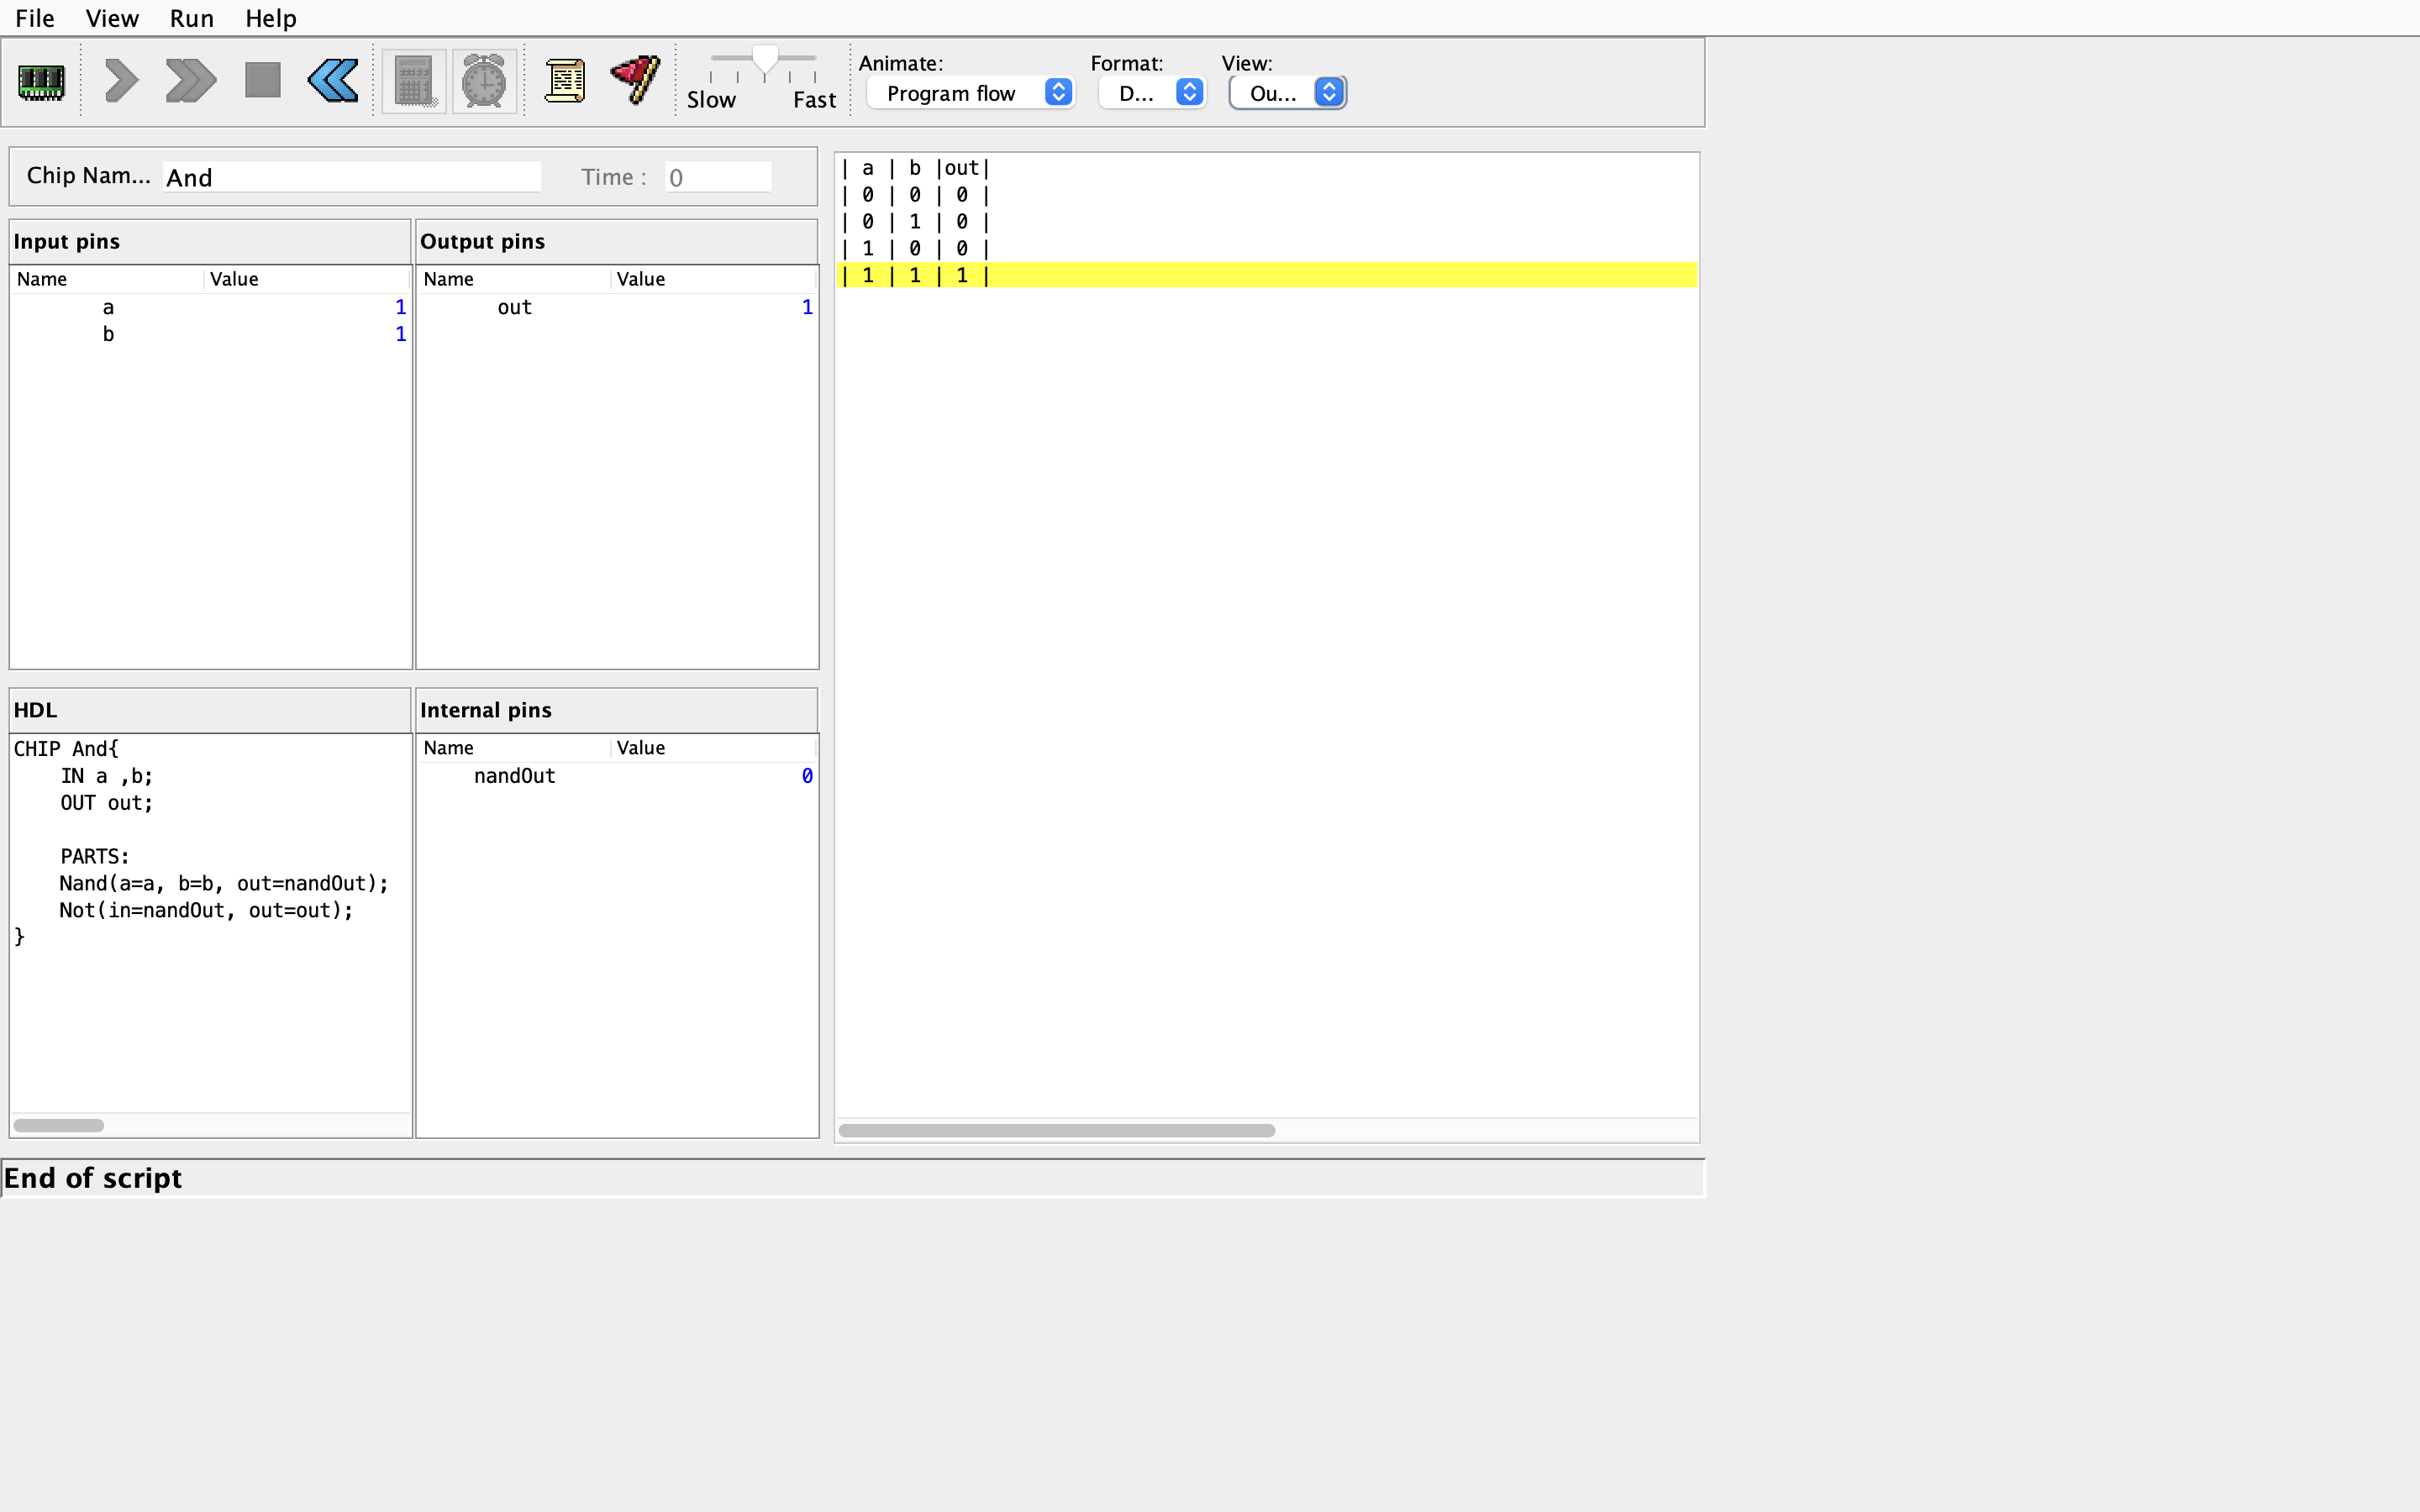 File View Run Help
Slow Fast
Animate: Format: View:
Program flow D... Ou...
Chip Nam... And Time : 0
Input pins
Name Value
a 1
b 1
Output pins
Name Value
out 1
HDL
CHIP And{
    IN a ,b;
    OUT out;
    PARTS:
    Nand(a=a, b=b, out=nandOut);
    Not(in=nandOut, out=out);
}
Internal pins
Name Value
nandOut 0
| a | b |out|
| 0 | 0 | 0 |
| 0 | 1 | 0 |
| 1 | 0 | 0 |
| 1 | 1 | 1 |
End of script